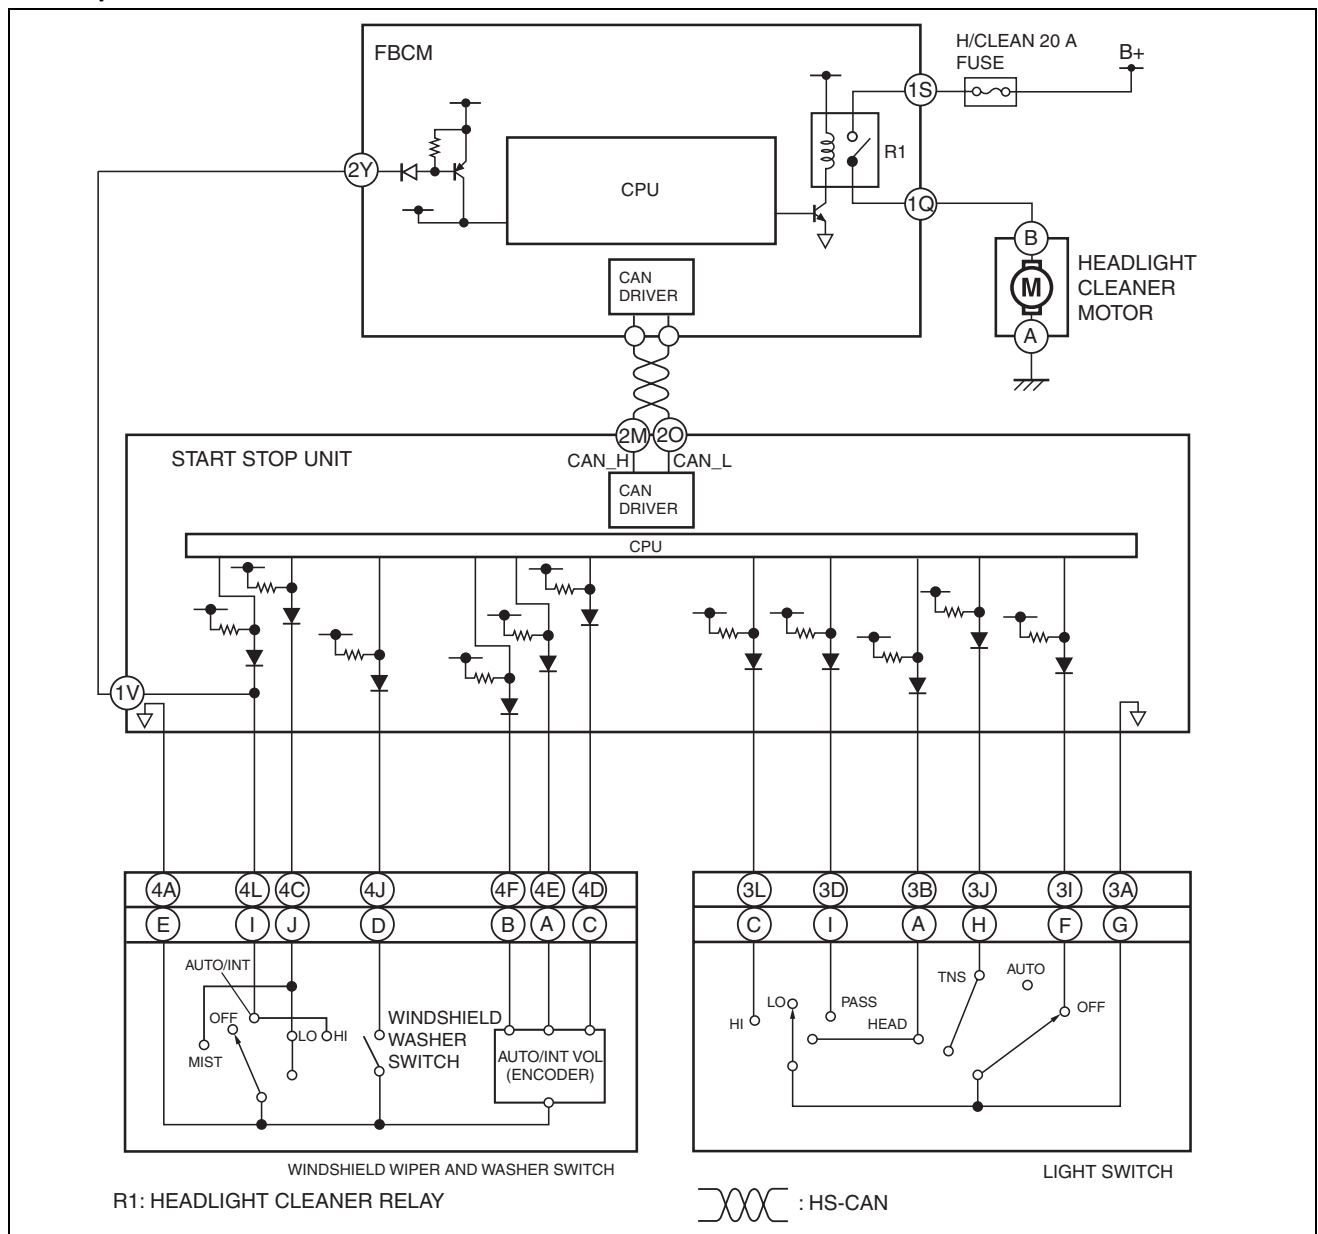 FBCM
H/CLEAN 20 A
FUSE
B+
1S
R1
2Y
CPU
1Q
B
M
A
HEADLIGHT
CLEANER
MOTOR
CAN
DRIVER
START STOP UNIT
2M
2O
CAN_H
CAN_L
CAN
DRIVER
CPU
1V
4A 4L 4C 4J 4F 4E 4D
E I J D B A C
3L 3D 3B 3J 3I 3A
C I A H F G
AUTO/INT
OFF
LO
HI
MIST
WINDSHIELD
WASHER
SWITCH
AUTO/INT VOL
(ENCODER)
TNS
AUTO
LO
PASS
OFF
HI
HEAD
WINDSHIELD WIPER AND WASHER SWITCH
LIGHT SWITCH
R1: HEADLIGHT CLEANER RELAY
: HS-CAN